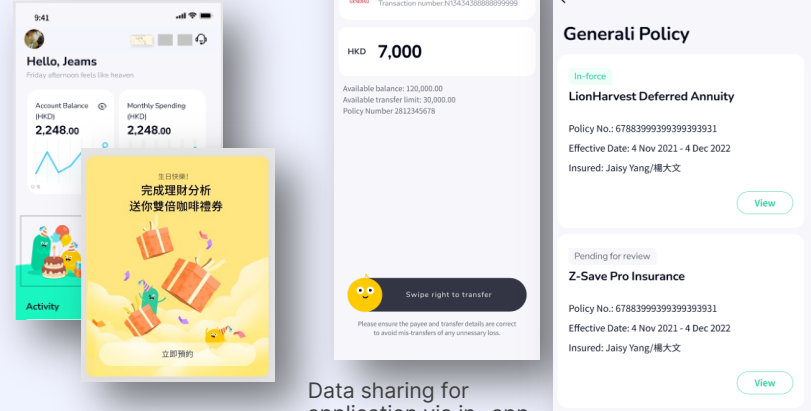 9:41
Hello, Jeams
Friday afternoon feels like heaven
Account Balance
(HKD)
2,248.00
Monthly Spending
(HKD)
2,248.00
生日快樂!
完成理財分析
送你雙倍咖啡禮券
立即預約
Activity
Transaction number:N13434388888899999
HKD 7,000
Available balance: 120,000.00
Available transfer limit: 30,000.00
Policy Number 2812345678
Swipe right to transfer
Please ensure the payee and transfer details are correct
to avoid mis-transfers of any unnessary loss.
Data sharing for
application via in-app
Generali Policy
In-force
LionHarvest Deferred Annuity
Policy No.: 67883999399399393931
Effective Date: 4 Nov 2021 - 4 Dec 2022
Insured: Jaisy Yang/楊大文
View
Pending for review
Z-Save Pro Insurance
Policy No.: 67883999399399393931
Effective Date: 4 Nov 2021 - 4 Dec 2022
Insured: Jaisy Yang/楊大文
View